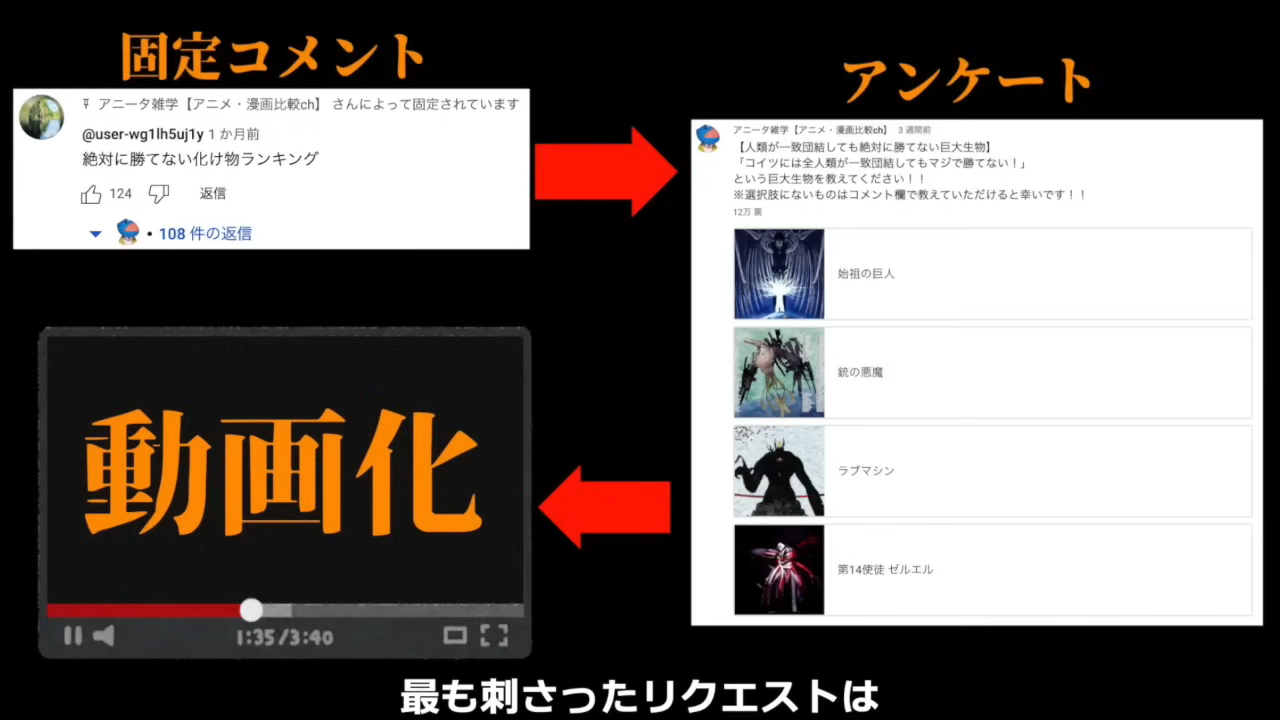 固定コメント
アニータ雑学【アニメ・漫画比較ch】 さんによって固定されています
@user-wg1lh5uj1y 1 か月前
絶対に勝てない化け物ランキング
124 返信
• 108 件の返信
アンケート
アニータ雑学【アニメ・漫画比較ch】 3 週間前
【人類が一致団結しても絶対に勝てない巨大生物】
「コイツには全人類が一致団結してもマジで勝てない！」
という巨大生物を教えてください！！
※選択肢にないものはコメント欄で教えていただけると幸いです！！
12万 票
始祖の巨人
銃の悪魔
ラブマシン
第14使徒 ゼルエル
動画化
1:35/3:40
最も刺さったリクエストは